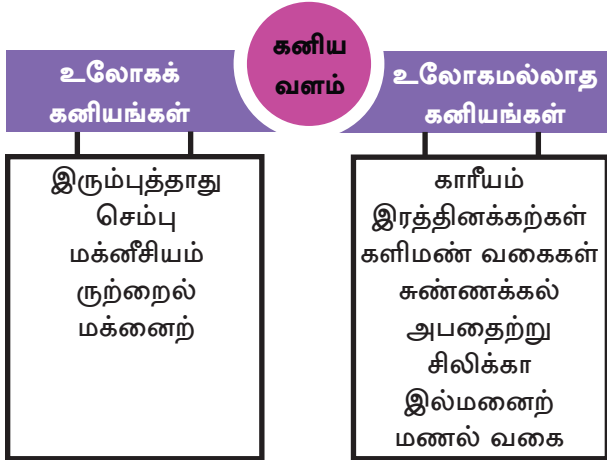 கனிய
வளம்
உலோகக்
கனியங்கள்
இரும்புத்தாது
செம்பு
மக்னீசியம்
ருற்றைல்
மக்னைற்
உலோகமல்லாத
கனியங்கள்
காரீயம்
இரத்தினக்கற்கள்
களிமண் வகைகள்
சுண்ணக்கல்
அபதைற்று
சிலிக்கா
இல்மனைற்
மணல் வகை